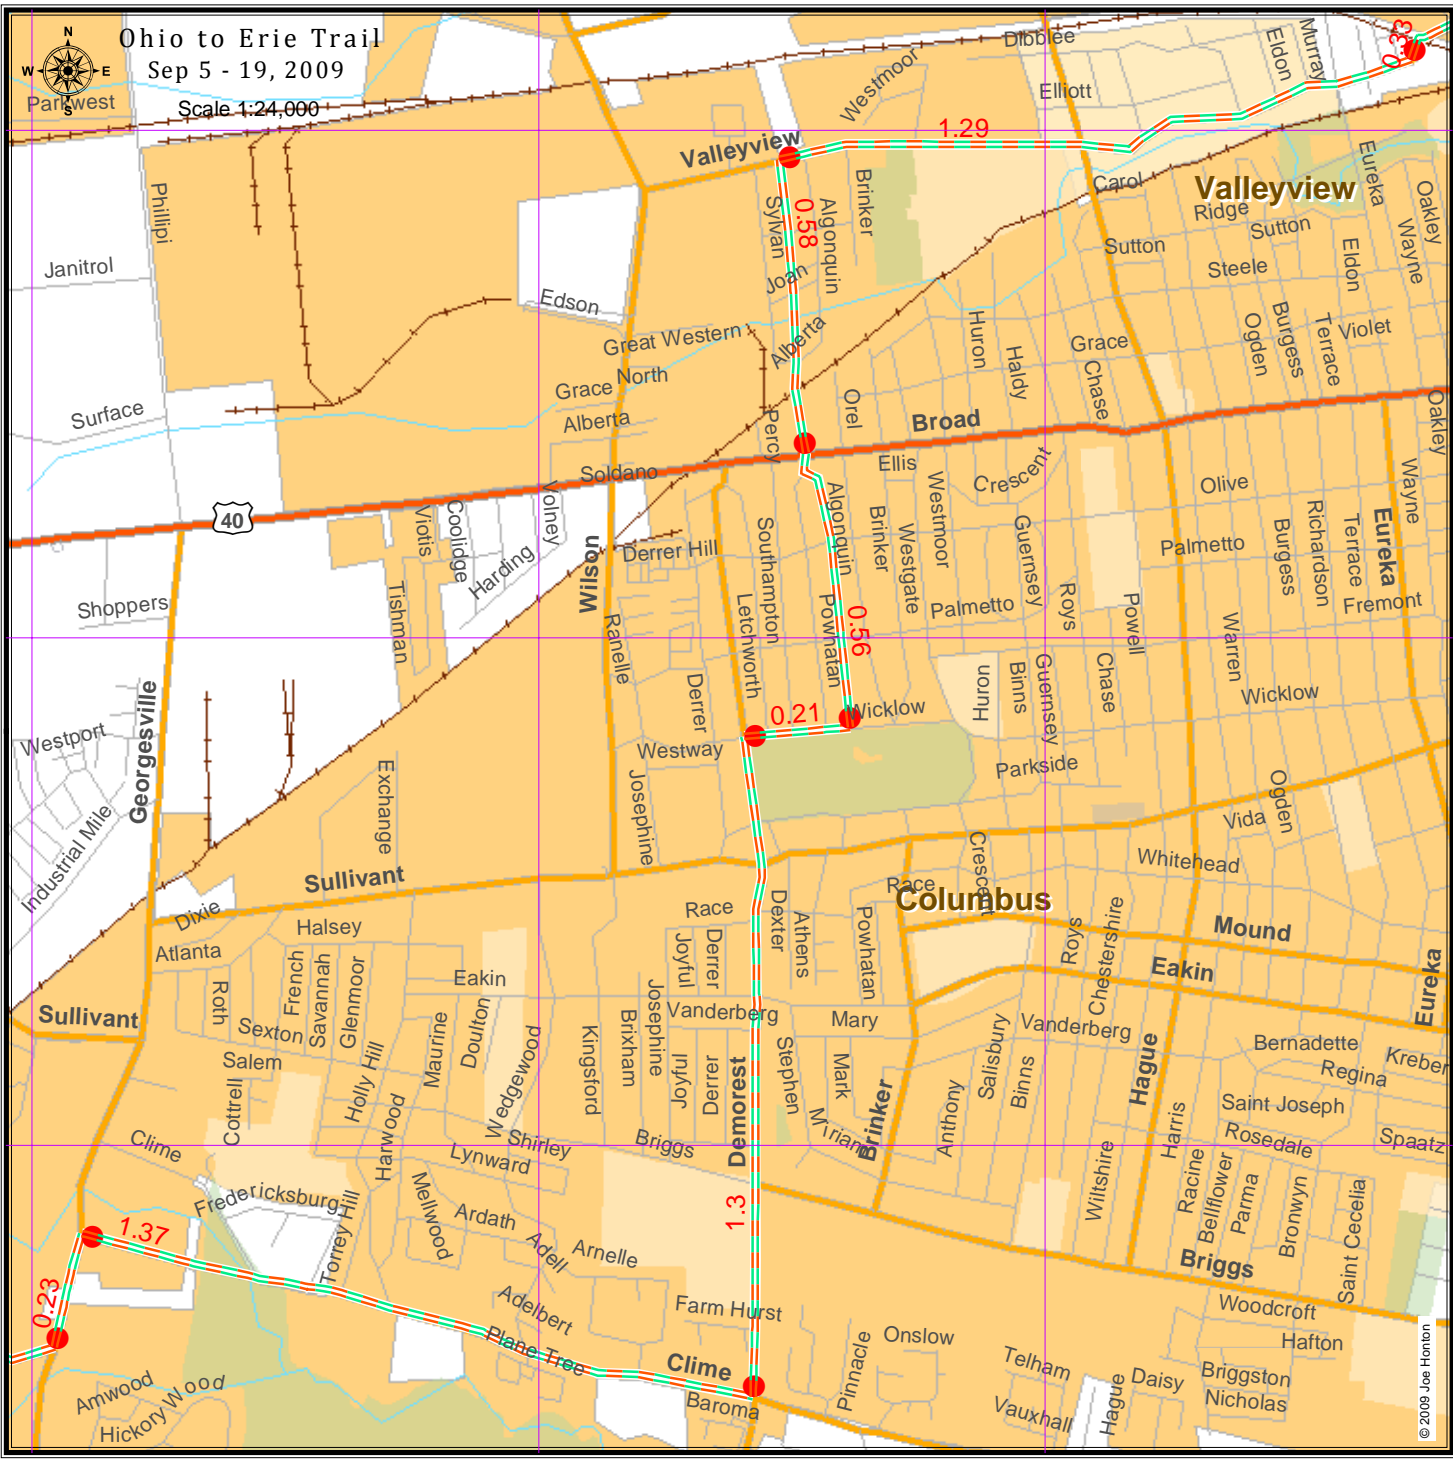 N
W
E
S
Ohio to Erie Trail
Sep 5 - 19, 2009
Scale 1:24,000
Parkwest
Dibblee
Murray
Eldon
0.33
Westmoor
Elliott
1.29
Valleyview
Phillipi
Sylvan
0.58
Algonquin
Brinker
Carol
Valleyview
Eureka
Oakley
Ridge
Sutton
Sutton
Wayne
Janitrol
Joan
Steele
Eldon
Edson
Great Western
Alberta
Huron
Haldy
Grace
Chase
Ogden
Burgess
Terrace
Violet
North
Grace
Alberta
Surface
Percy
Orel
Broad
Oakley
Soldano
Ellis
Crescent
Olive
Wayne
40
Viotis
Coolidge
Volney
Harding
Wilson
Derrer Hill
Southampton
Algonquin
Brinker
Westgate
Westmoor
Guernsey
Palmetto
Burgess
Richardson
Terrace
Eureka
Shoppers
Tishman
Ranelle
Letchworth
Powhatan
0.56
Palmetto
Roys
Powell
Warren
Fremont
Georgesville
Westport
Derrer
0.21
Wicklow
Huron
Binns
Guernsey
Chase
Wicklow
Westway
Parkside
Industrial Mile
Exchange
Josephine
Ogden
Vida
Sullivant
Crescent
Whitehead
Race
Columbus
Dixie
Halsey
Race
Dexter
Athens
Powhatan
Roys
Chestershire
Mound
Atlanta
Joyful
Derrer
Eakin
Eakin
Eureka
Roth
French
Savannah
Glenmoor
Sullivant
Sexton
Salem
Maurine
Doulton
Wedgewood
Kingsford
Brixham
Josephine
Vanderberg
Mary
Salisbury
Vanderberg
Bernadette
Kreber
Regina
Cottrell
Holly Hill
Joyful
Derrer
Demorest
Stephen
Mark
Brinker
Anthony
Binns
Hague
Saint Joseph
Harwood
Miriam
Harris
Rosedale
Spaatz
Clime
Shirley
Lynward
Briggs
Wiltshire
Racine
Bellflower
Parma
Bronwyn
Saint Cecelia
Fredericksburg
Mellwood
Ardath
Adell
Arnelle
1.3
1.37
Torrey Hill
Briggs
0.23
Adelbert
Farm Hurst
Woodcroft
Plane Tree
Clime
Pinnacle
Onslow
Hafton
Telham
Amwood
Hickory Wood
Baroma
Vauxhall
Hague
Daisy
Briggston
Nicholas
© 2009 Joe Honton